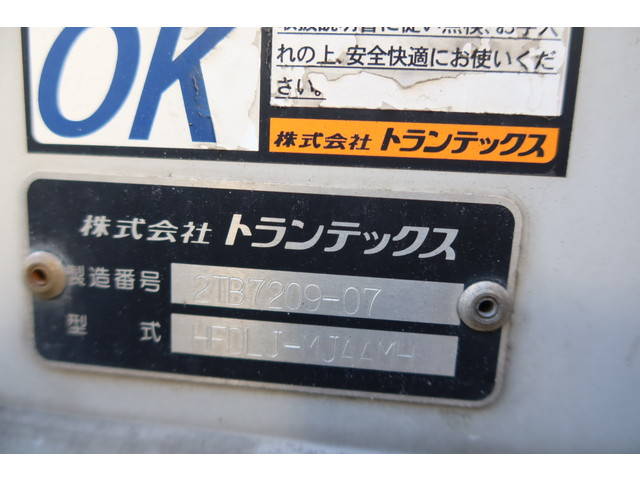 OK
取扱説明書に従い点検、お手入
れの上、安全快適にお使いくだ
さい。
株式会社 トランテックス
株式会社 トランテックス
製造番号 2TB7209-07
型 式 HFDLJ-MJ44MH